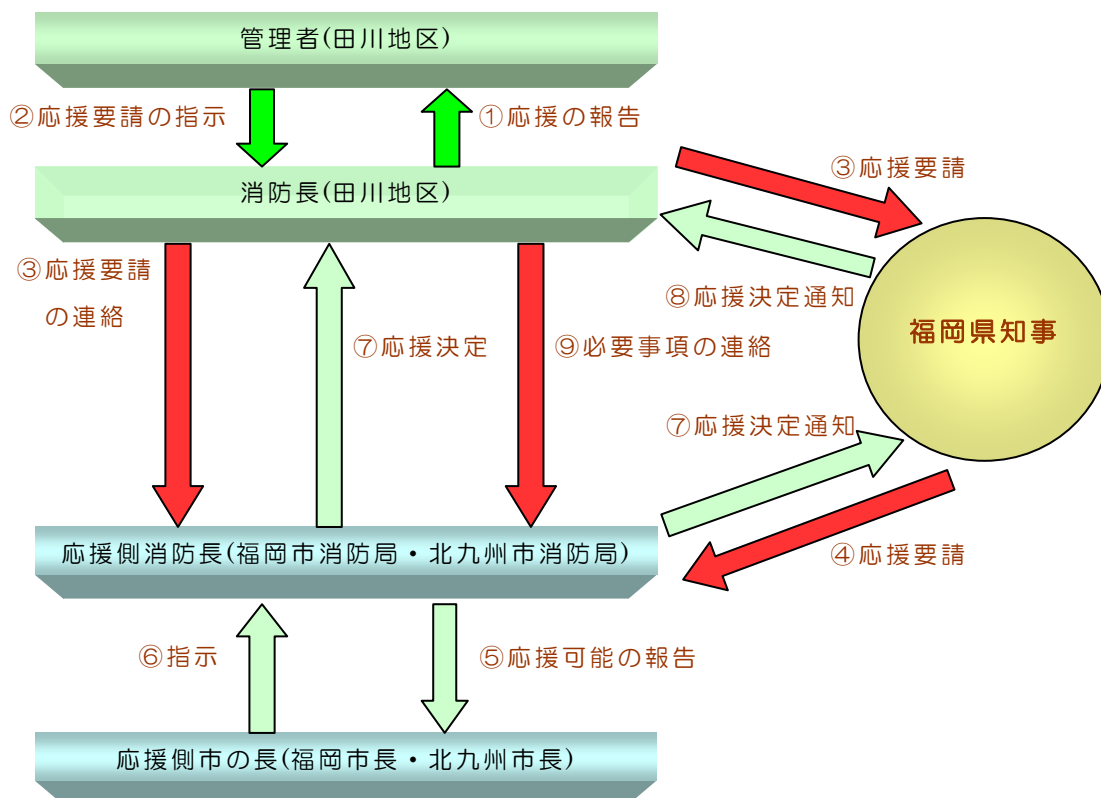 管理者(田川地区)
②応援要請の指示
①応援の報告
消防長(田川地区)
③応援要請
⑧応援決定通知
福岡県知事
③応援要請
の連絡
⑦応援決定
⑨必要事項の連絡
⑦応援決定通知
④応援要請
応援側消防長(福岡市消防局・北九州市消防局)
⑥指示
⑤応援可能の報告
応援側市の長(福岡市長・北九州市長)